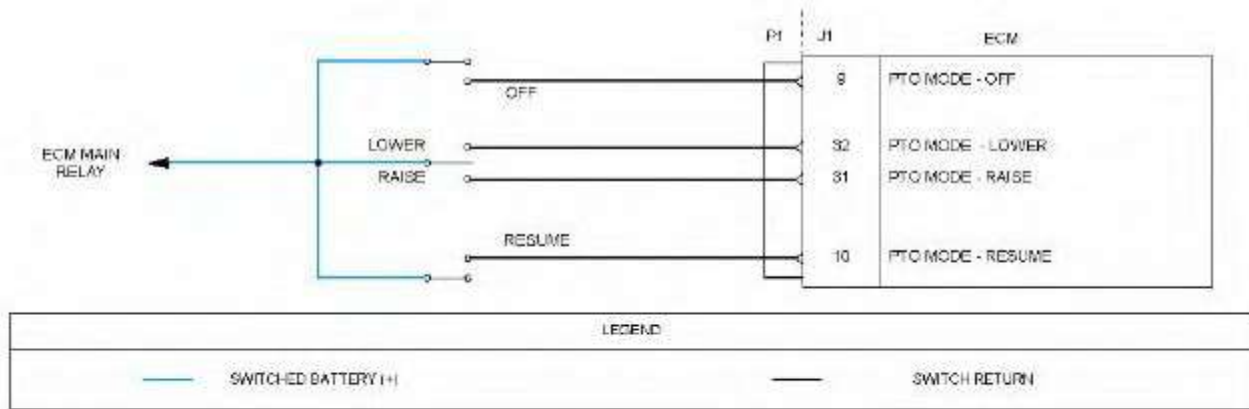 P1 J1 ECM
9 PTO MODE - OFF
OFF
LOWER 32 PTO MODE - LOWER
ECM MAIN
RELAY
RAISE 31 PTO MODE - RAISE
RESUME
10 PTO MODE - RESUME
LEGEND
SWITCHED BATTERY (+) SWITCH RETURN